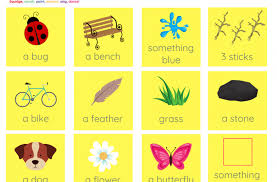 a bug
a bench
something blue
3 sticks
a bike
a feather
grass
a stone
a dog
a flower
a butterfly
something